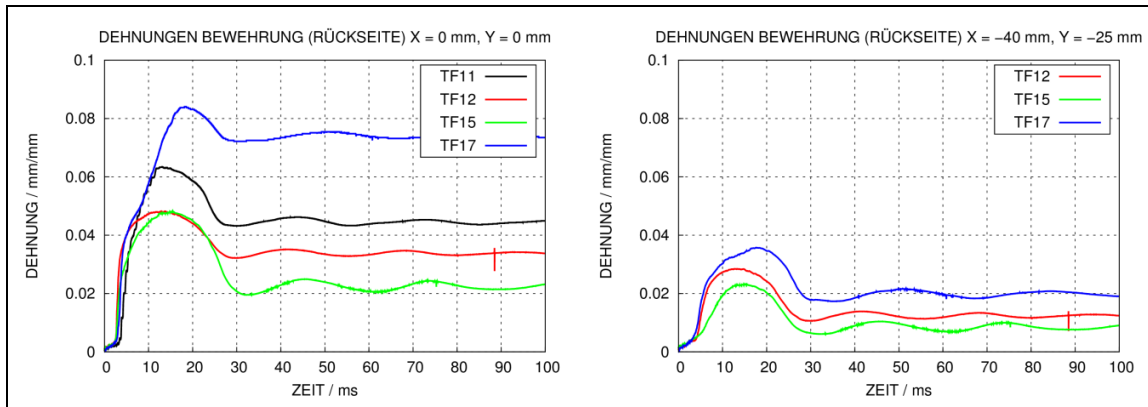 DEHNUNGEN BEWEHRUNG (RÜCKSEITE) X = 0 mm, Y = 0 mm
0.1
0.08
0.06
0.04
0.02
0
DEHNUNG / mm/mm
TF11
TF12
TF15
TF17
0 10 20 30 40 50 60 70 80 90 100
ZEIT / ms
DEHNUNGEN BEWEHRUNG (RÜCKSEITE) X = −40 mm, Y = −25 mm
0.1
0.08
0.06
0.04
0.02
0
DEHNUNG / mm/mm
TF12
TF15
TF17
0 10 20 30 40 50 60 70 80 90 100
ZEIT / ms